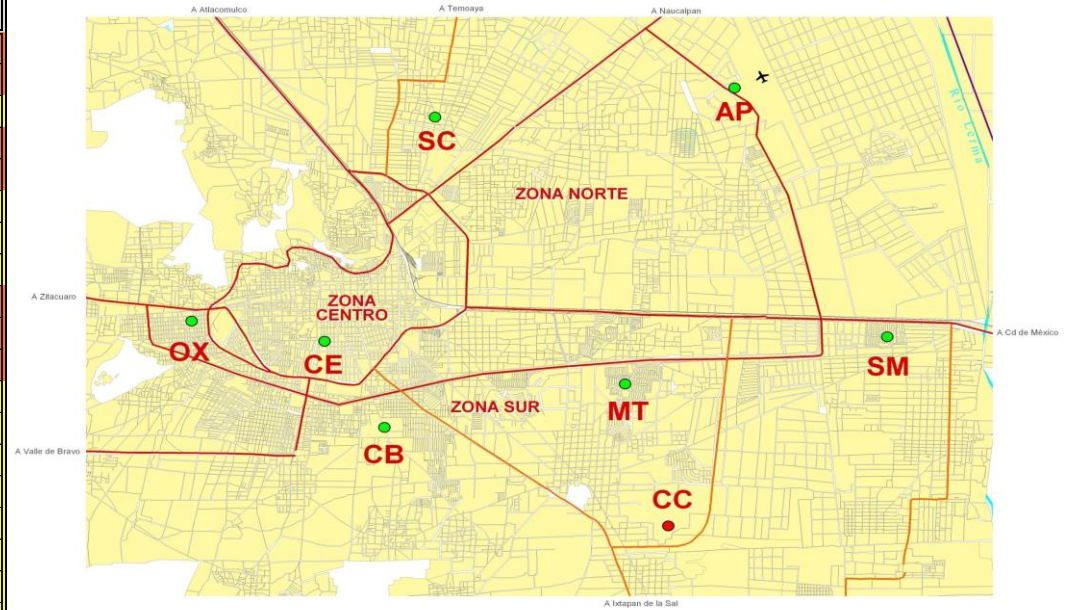 A Atlacomulco
A Temoaya
A Naucalpan
AP
SC
Río Lerma
ZONA NORTE
A Zitacuaro
ZONA
CENTRO
A Cd de México
OX
CE
SM
ZONA SUR
MT
A Valle de Bravo
CB
CC
A Ixtapan de la Sal